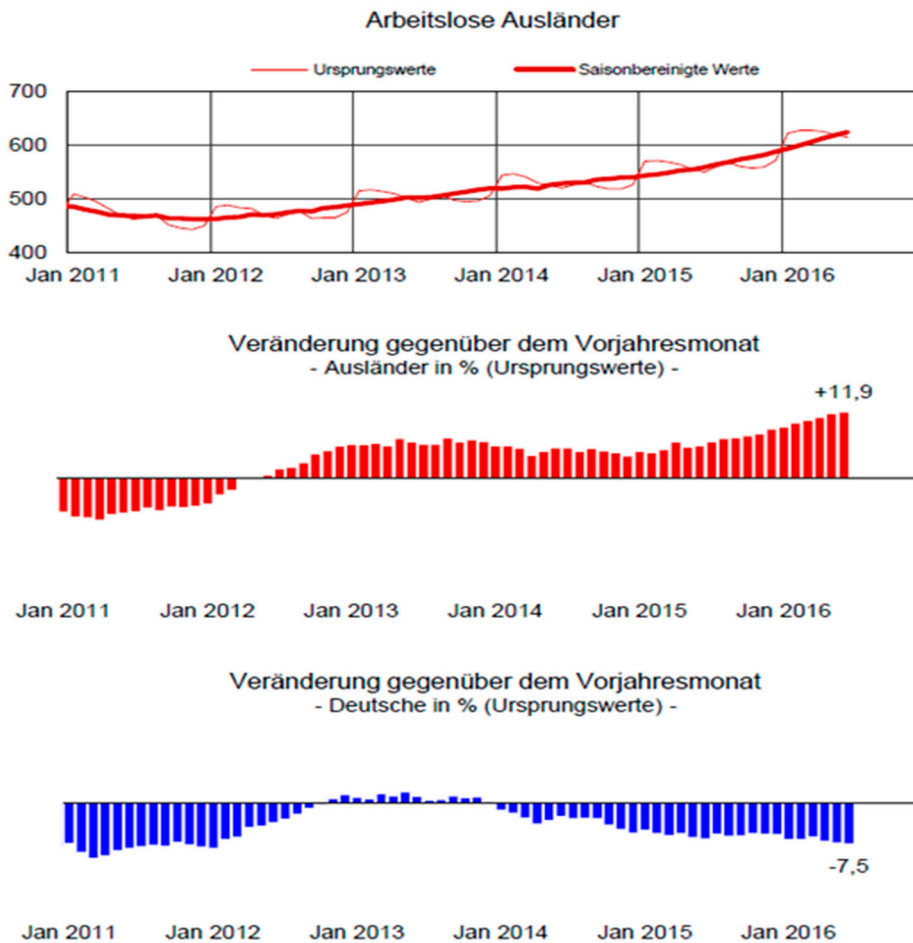 Arbeitslose Ausländer
Ursprungswerte Saisonbereinigte Werte
700
600
500
400
Jan 2011 Jan 2012 Jan 2013 Jan 2014 Jan 2015 Jan 2016
Veränderung gegenüber dem Vorjahresmonat
- Ausländer in % (Ursprungswerte) -
+11,9
Jan 2011 Jan 2012 Jan 2013 Jan 2014 Jan 2015 Jan 2016
Veränderung gegenüber dem Vorjahresmonat
- Deutsche in % (Ursprungswerte) -
-7,5
Jan 2011 Jan 2012 Jan 2013 Jan 2014 Jan 2015 Jan 2016